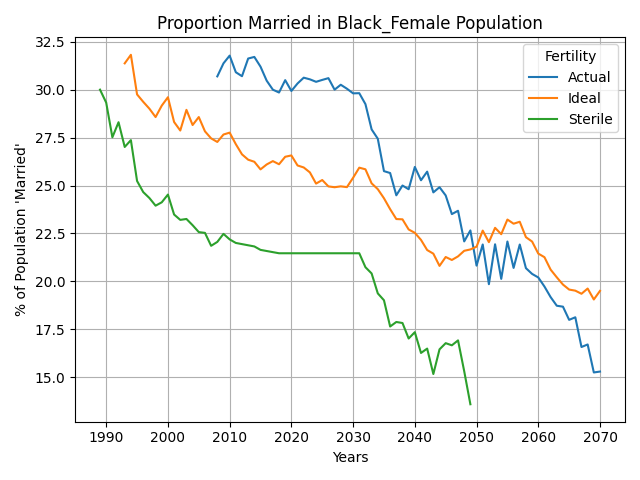 Proportion Married in Black_Female Population
% of Population 'Married'
32.5
30.0
27.5
25.0
22.5
20.0
17.5
15.0
Fertility
Actual
Ideal
Sterile
1990 2000 2010 2020 2030 2040 2050 2060 2070
Years